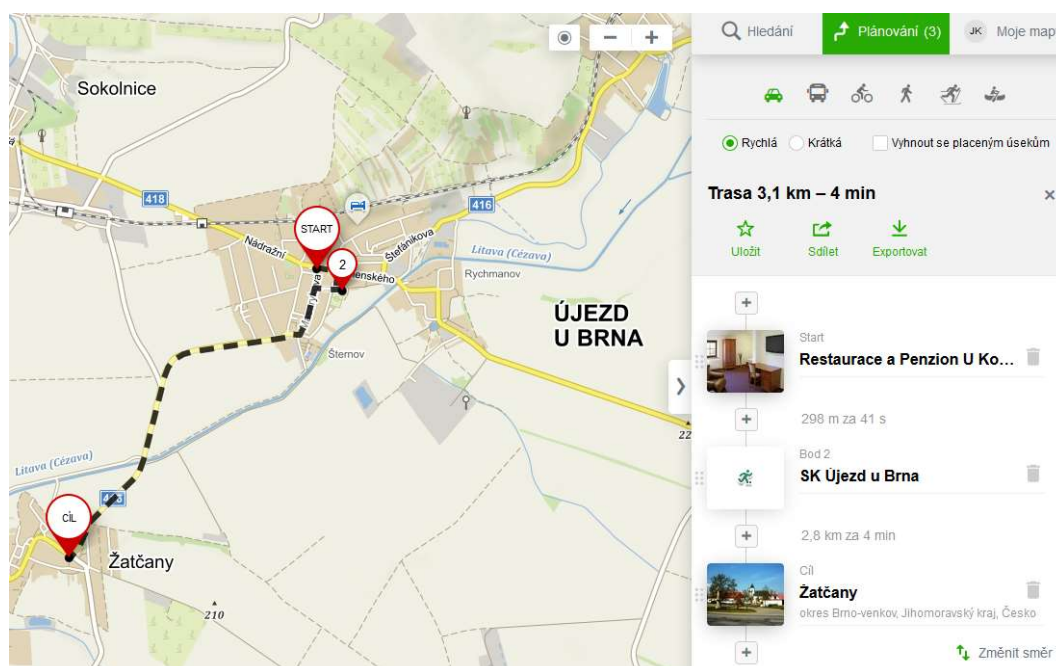 Sokolnice
418
416
START
2
Nádražní
Štefánikova
Litava (Cézava)
Rychmanov
ÚJEZD
U BRNA
Šternov
Litava (Cézava)
CÍL
Žatčany
210
Hledání
Plánování (3)
JK
Moje map
Rychlá
Krátká
Vyhnout se placeným úsekům
Trasa 3,1 km – 4 min
Uložit
Sdílet
Exportovat
Start
Restaurace a Penzion U Ko...
298 m za 41 s
Bod 2
SK Újezd u Brna
2,8 km za 4 min
Cíl
Žatčany
okres Brno-venkov, Jihomoravský kraj, Česko
Změnit směr